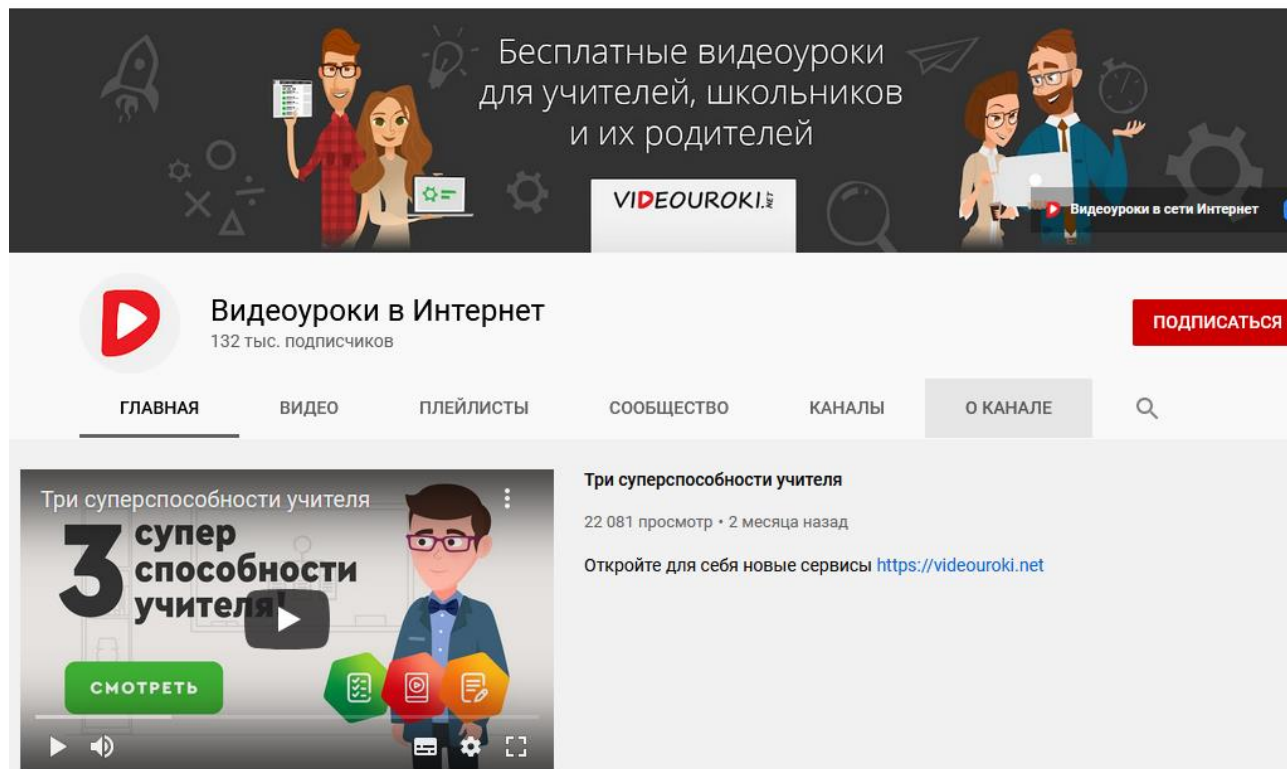 Бесплатные видеоуроки
для учителей, школьников
и их родителей
VIDEOUROKI.NET
Видеоуроки в сети Интернет
Видеоуроки в Интернет
132 тыс. подписчиков
ПОДПИСАТЬСЯ
ГЛАВНАЯ ВИДЕО ПЛЕЙЛИСТЫ СООБЩЕСТВО КАНАЛЫ О КАНАЛЕ
Три суперспособности учителя
3 супер
способности
учителя!
СМОТРЕТЬ
Три суперспособности учителя
22 081 просмотр • 2 месяца назад
Откройте для себя новые сервисы https://videouroki.net